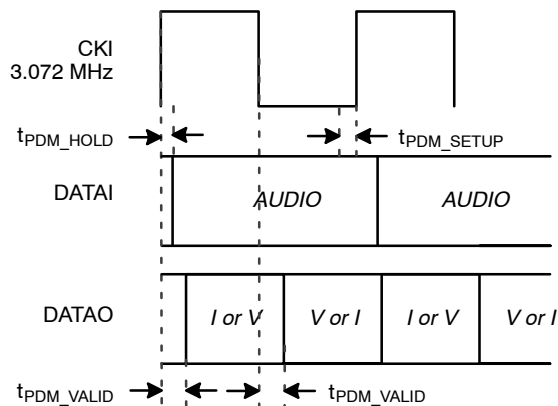 CKI
3.072 MHz
tPDM_HOLD
tPDM_SETUP
DATAI
AUDIO
AUDIO
DATAO
I or V
V or I
I or V
V or I
tPDM_VALID
tPDM_VALID